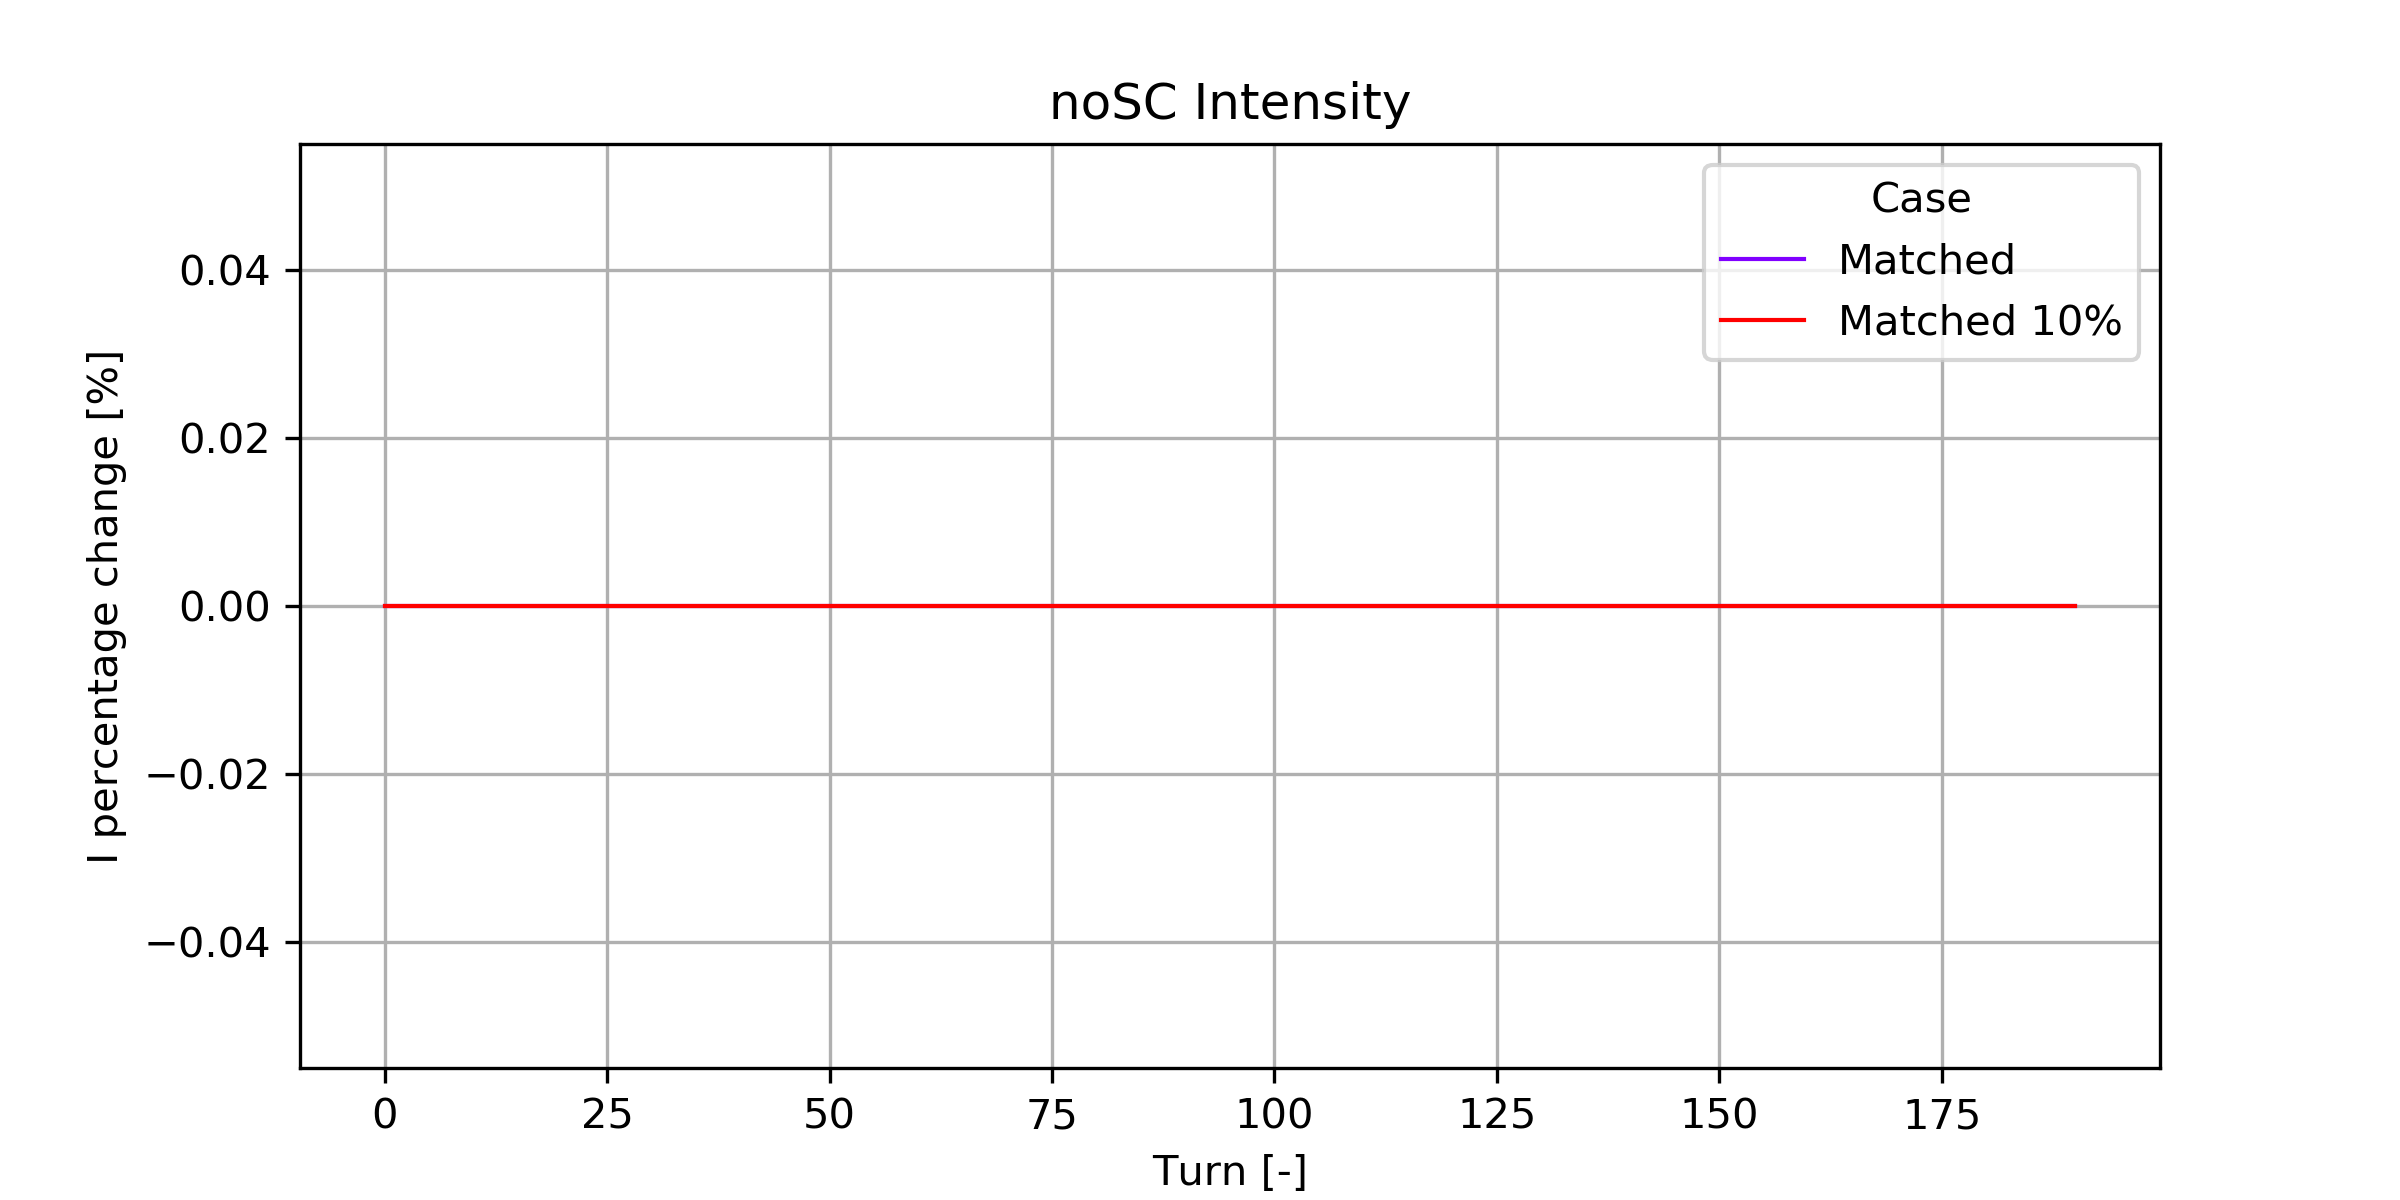 noSC Intensity
I percentage change [%]
0.04
0.02
0.00
−0.02
−0.04
Case
Matched
Matched 10%
0 25 50 75 100 125 150 175
Turn [-]